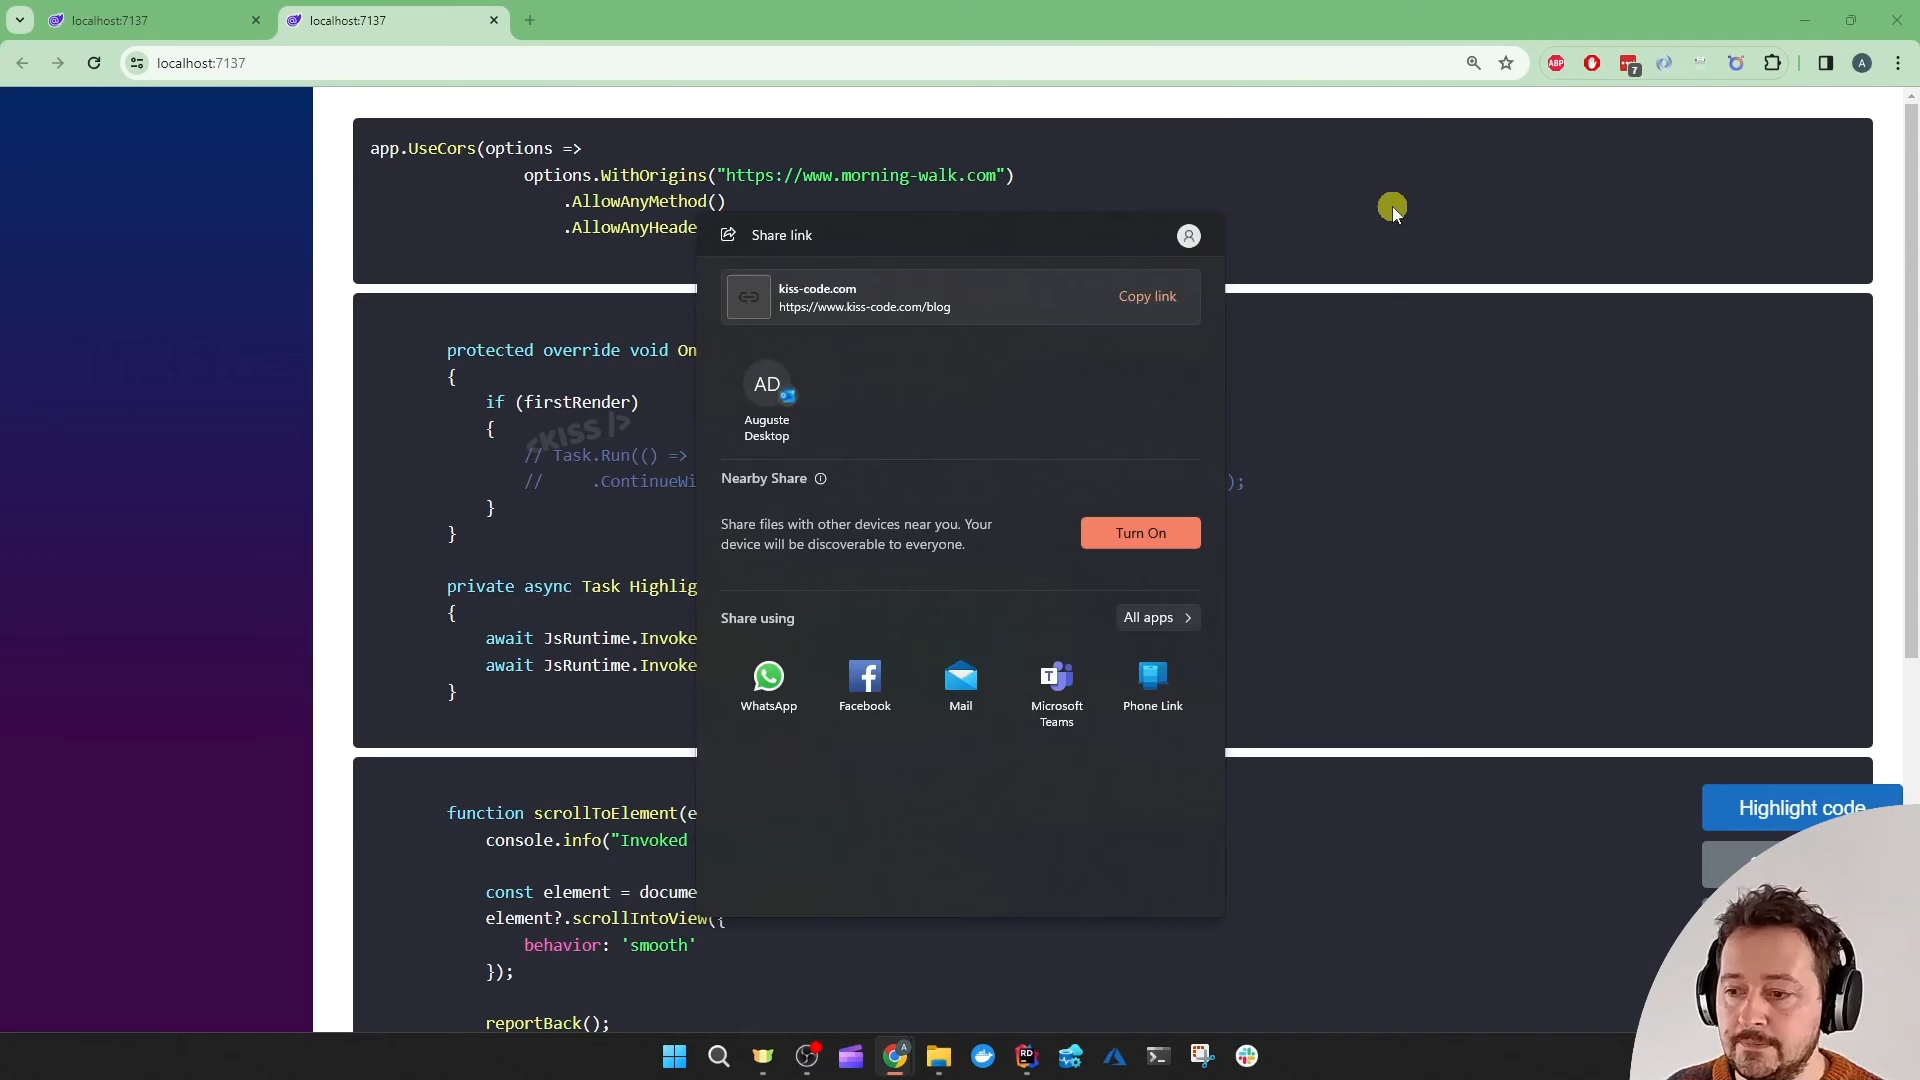 localhost:7137
localhost:7137
localhost:7137
ABP
7
A
app.UseCors(options =>
options.WithOrigins("https://www.morning-walk.com")
.AllowAnyMethod()
.AllowAnyHeade
Share link
kiss-code.com
https://www.kiss-code.com/blog
Copy link
protected override void On
{
if (firstRender)
{
// Task.Run(() =>
// .ContinueWi
);
}
}
<KISS />
AD
Auguste
Desktop
Nearby Share
Share files with other devices near you. Your
device will be discoverable to everyone.
Turn On
private async Task Highlig
{
await JsRuntime.Invoke
await JsRuntime.Invoke
}
Share using
All apps
WhatsApp
Facebook
Mail
Microsoft
Teams
Phone Link
function scrollToElement(e
console.info("Invoked
const element = docume
element?.scrollIntoView({
behavior: 'smooth'
});
reportBack();
Highlight code
A
RD